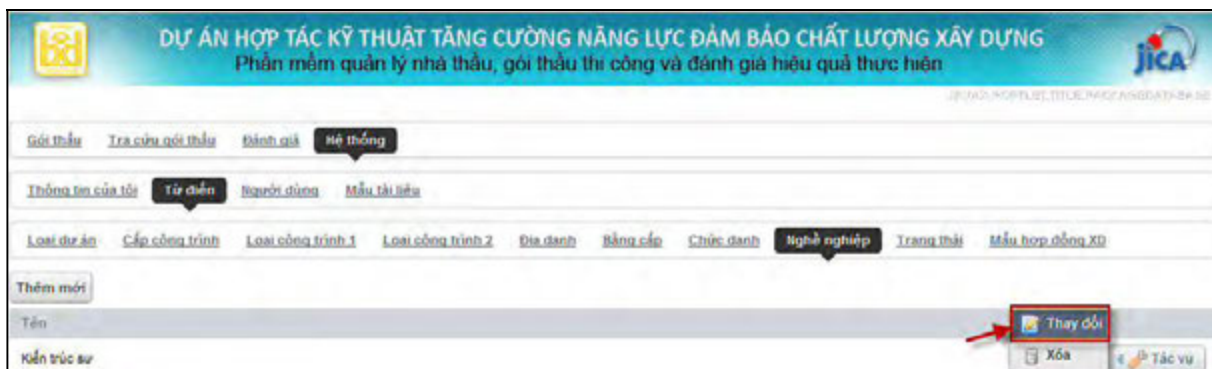 DỰ ÁN HỢP TÁC KỸ THUẬT TĂNG CƯỜNG NĂNG LỰC ĐẢM BẢO CHẤT LƯỢNG XÂY DỰNG
Phần mềm quản lý nhà thầu, gói thầu thi công và đánh giá hiệu quả thực hiện
bxd
jica
Gói thầu Tra cứu gói thầu Đánh giá Hệ thống
Thông tin của tôi Từ điển Người dùng Mẫu tài liệu
Loại dự án Cấp công trình Loại công trình 1 Loại công trình 2 Địa danh Bằng cấp Chức danh Nghề nghiệp Trạng thái Mẫu hợp đồng XD
Thêm mới
Tên Thay đổi
Kiến trúc sư Xóa Tác vụ